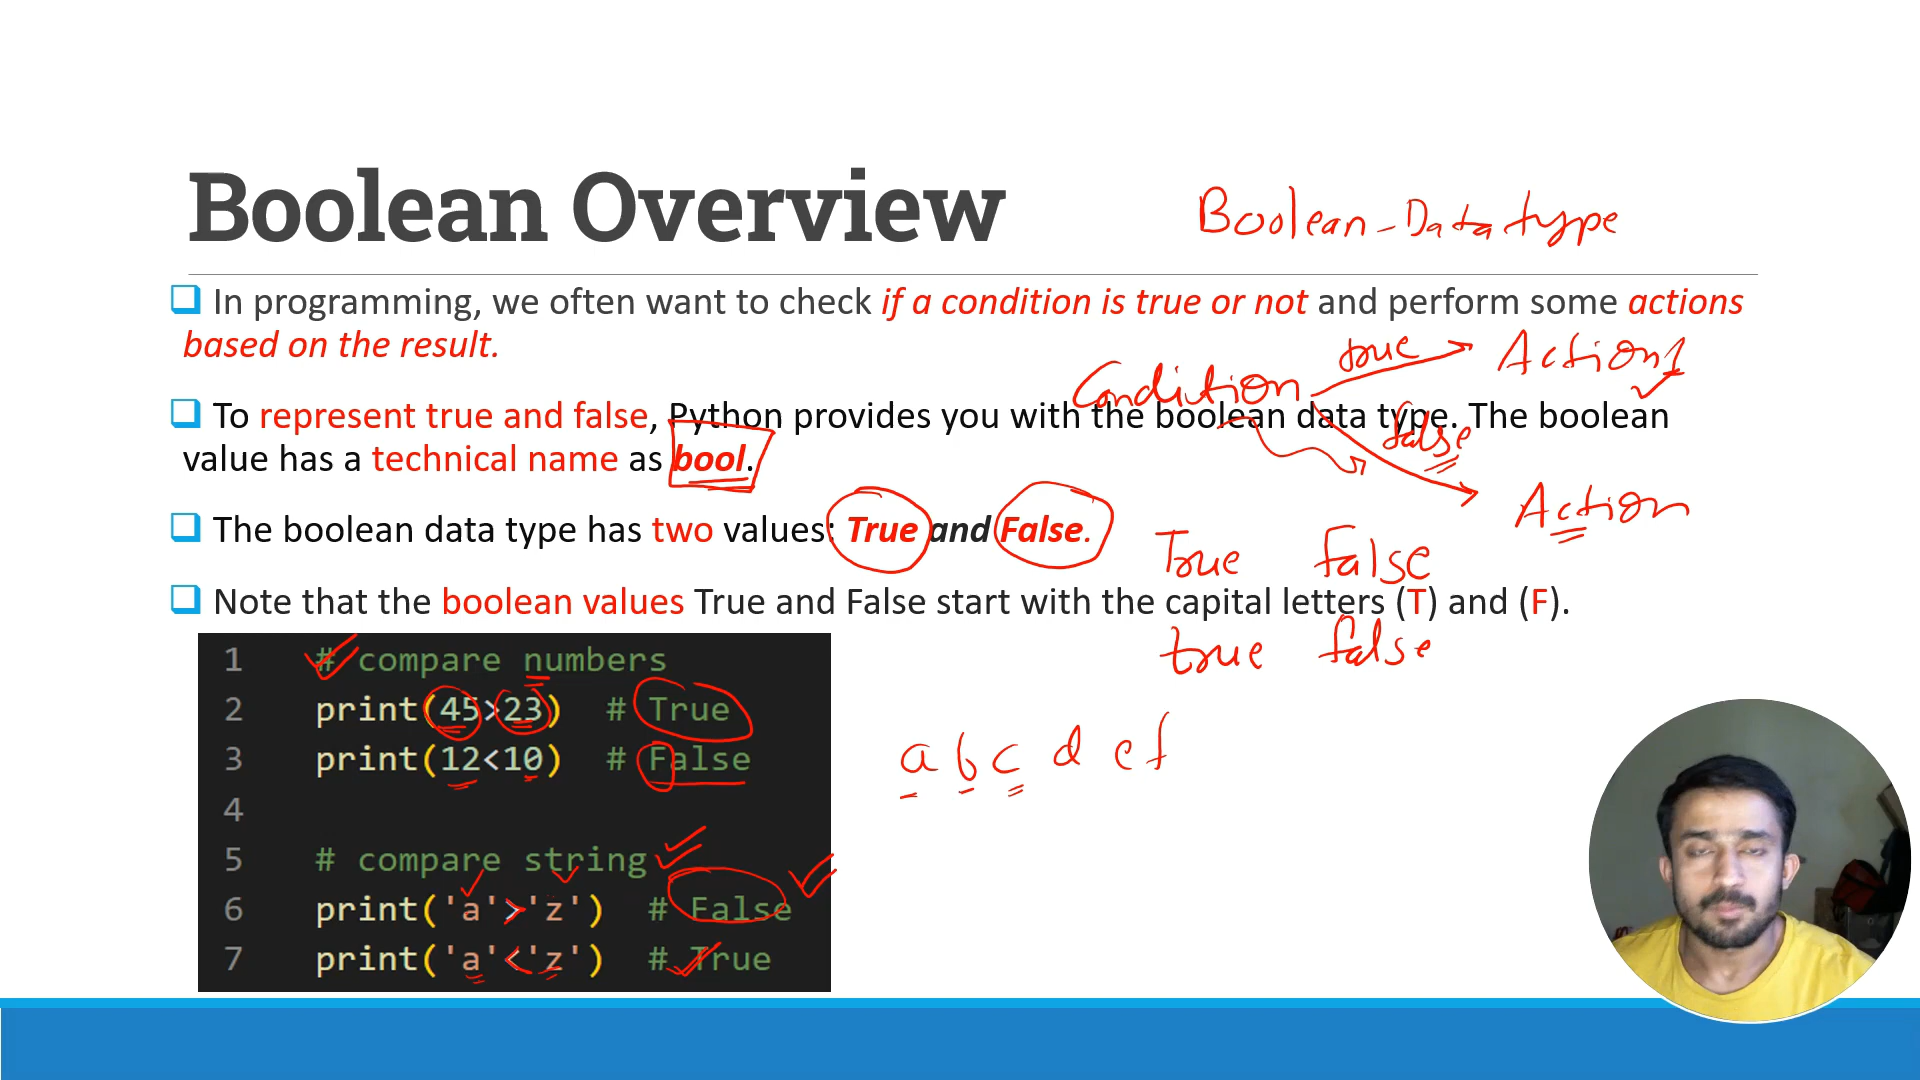 Boolean Overview
Boolean - Data type
In programming, we often want to check if a condition is true or not and perform some actions
based on the result.
true
Action1
Condition
To represent true and false, Python provides you with the boolean data type. The boolean
false
value has a technical name as bool.
Action
The boolean data type has two values: True and False.
True False
Note that the boolean values True and False start with the capital letters (T) and (F).
true false
1 # compare numbers
2 print(45>23) # True
3 print(12<10) # False
a b c d e f
4
5 # compare string
6 print('a'>'z') # False
7 print('a'<'z') # True